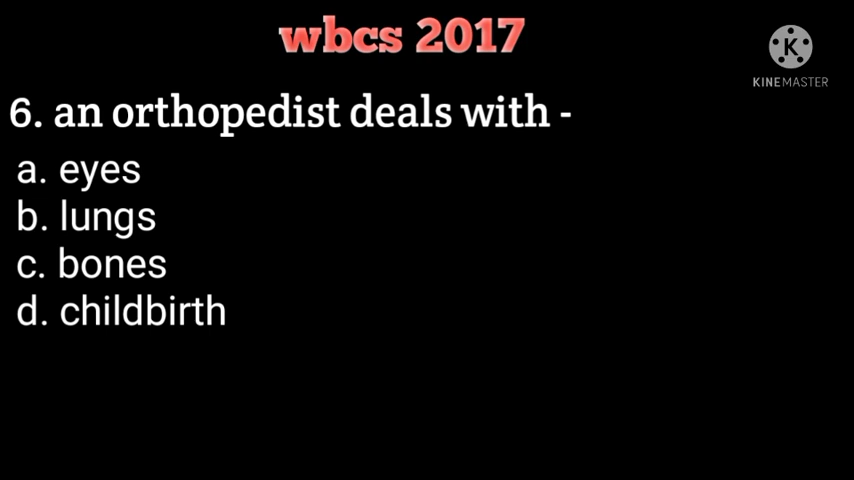 wbcs 2017
K
KINEMASTER
6. an orthopedist deals with -
a. eyes
b. lungs
c. bones
d. childbirth